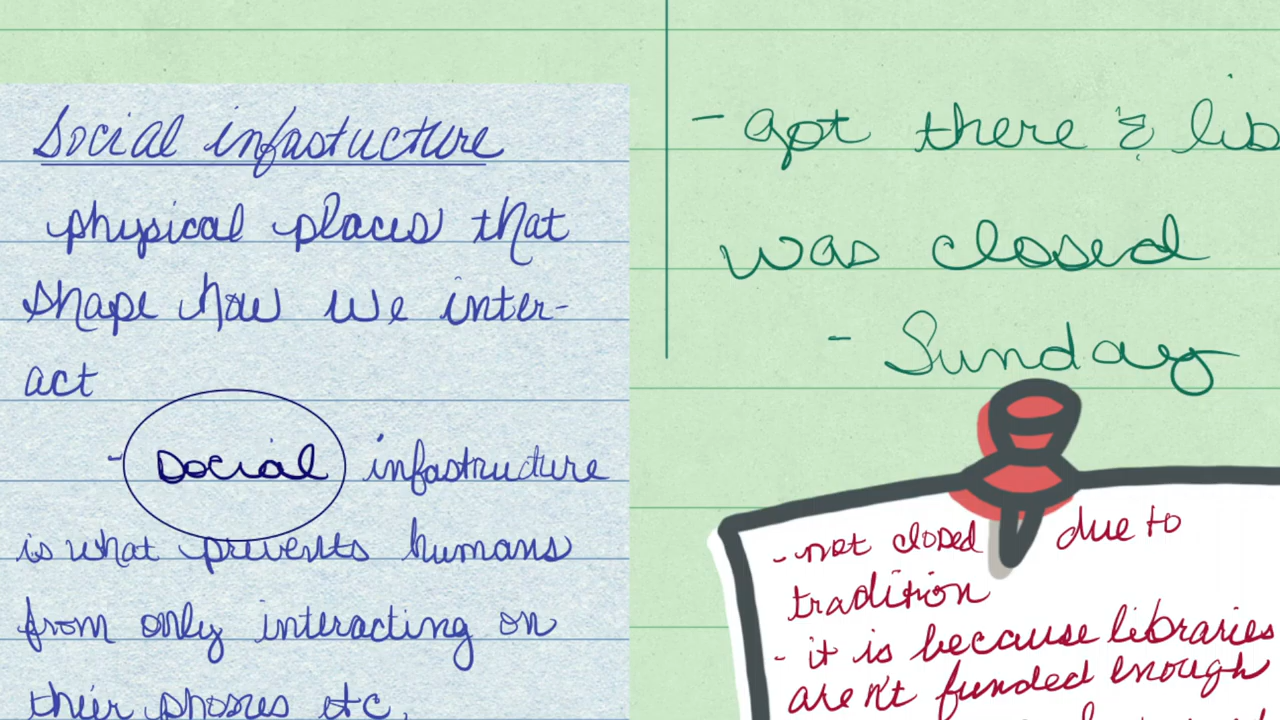 Social infastucture
physical places that
shape how we inter-
act
- social infastructure
is what prevents humans
from only interacting on
their phones etc.
- got there & lib
was closed
- Sunday
- not closed due to
tradition
- it is because libraries
aren't funded enough